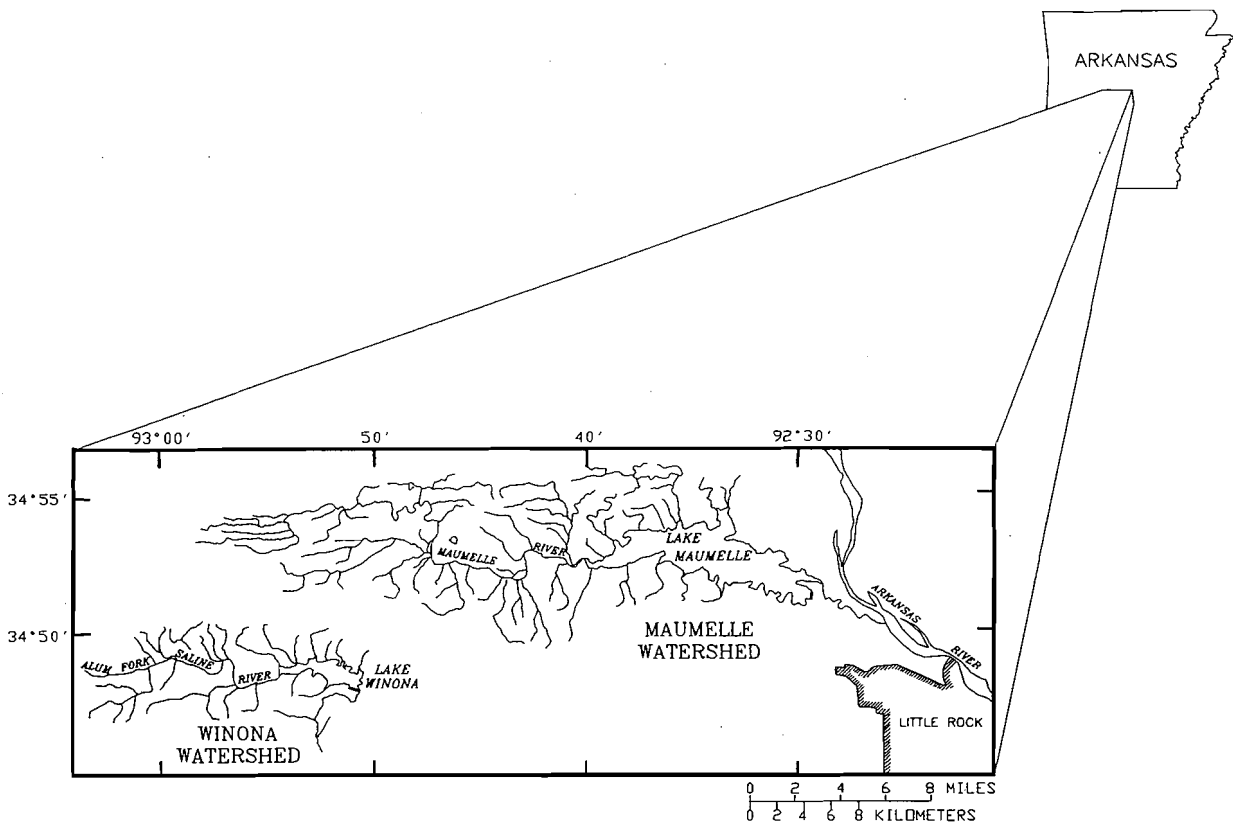 ARKANSAS
93°00'
50'
40'
92°30'
34°55'
34°50'
MAUMELLE
RIVER
LAKE
MAUMELLE
ARKANSAS
RIVER
MAUMELLE
WATERSHED
ALUM FORK
SALINE
RIVER
LAKE
WINONA
WINONA
WATERSHED
LITTLE ROCK
0 2 4 6 8 MILES
0 2 4 6 8 KILOMETERS